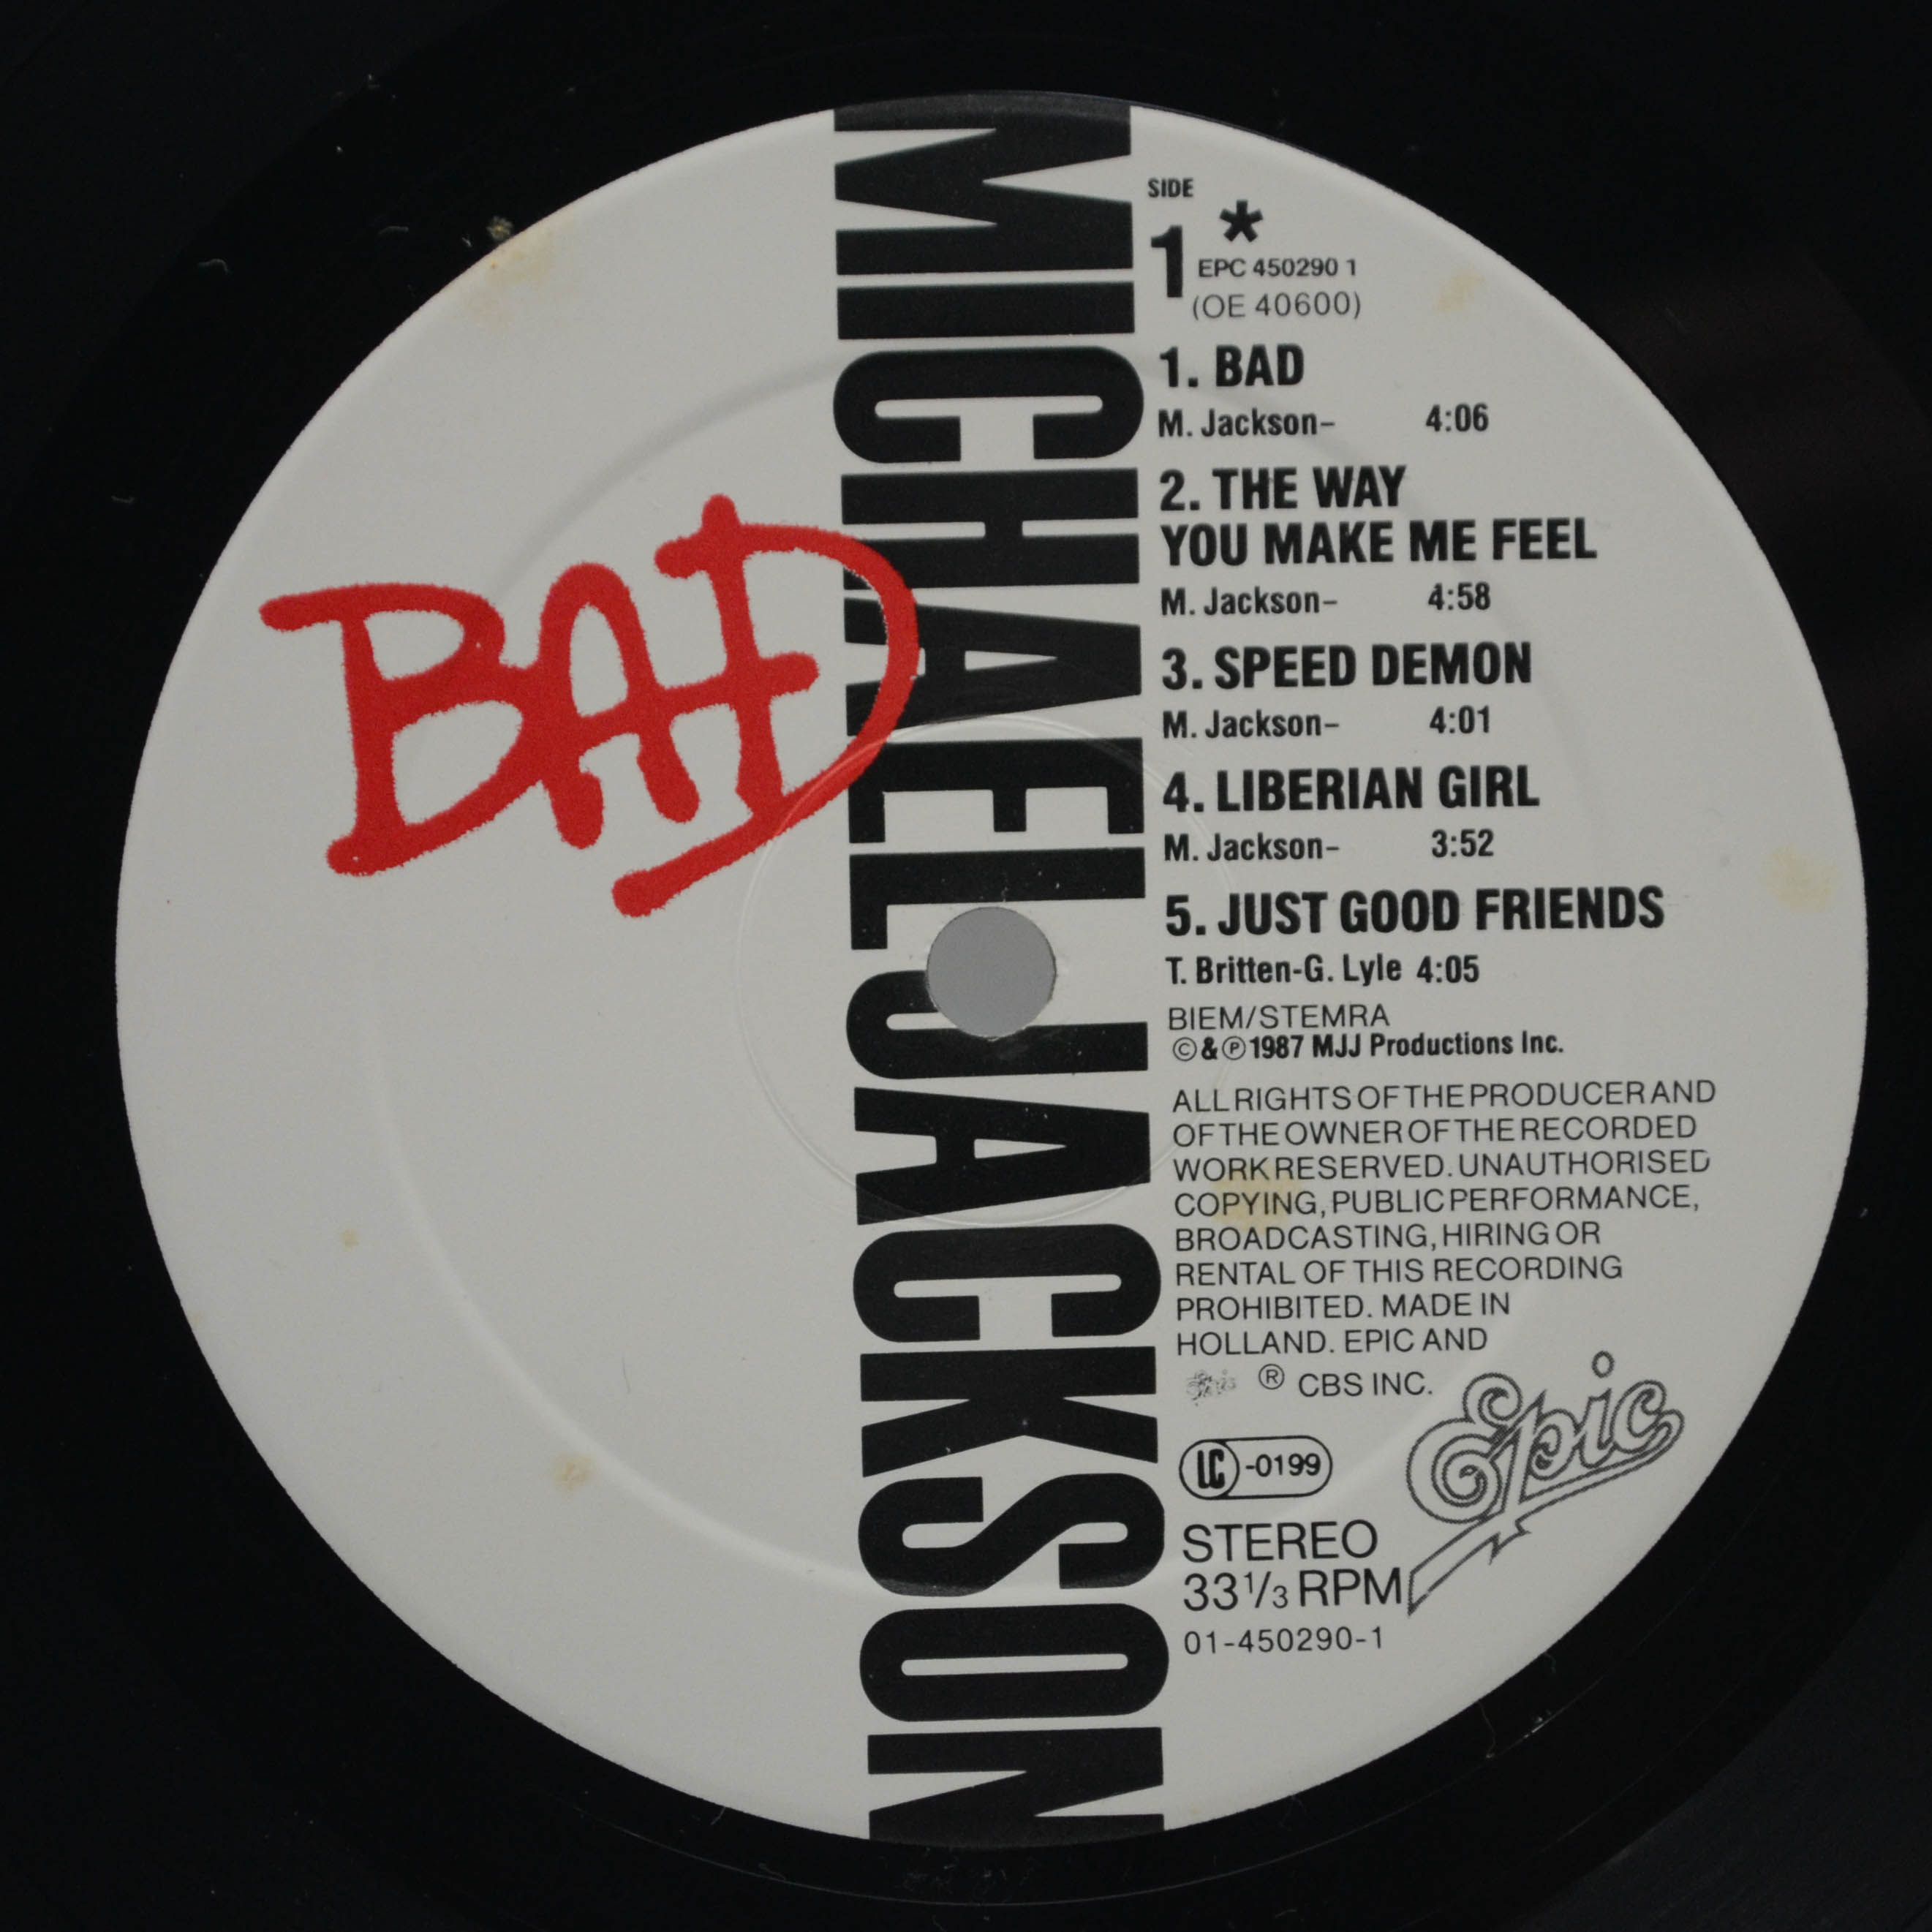 MICHAEL JACKSON
BAD
SIDE
1 *
EPC 450290 1
(OE 40600)
1. BAD
M. Jackson– 4:06
2. THE WAY
YOU MAKE ME FEEL
M. Jackson– 4:58
3. SPEED DEMON
M. Jackson– 4:01
4. LIBERIAN GIRL
M. Jackson– 3:52
5. JUST GOOD FRIENDS
T. Britten-G. Lyle 4:05
BIEM/STEMRA
©&℗1987 MJJ Productions Inc.
ALL RIGHTS OF THE PRODUCER AND
OF THE OWNER OF THE RECORDED
WORK RESERVED. UNAUTHORISED
COPYING, PUBLIC PERFORMANCE,
BROADCASTING, HIRING OR
RENTAL OF THIS RECORDING
PROHIBITED. MADE IN
HOLLAND. EPIC AND
Epic ® CBS INC.
Epic
LC -0199
STEREO
33 1/3 RPM
01-450290-1